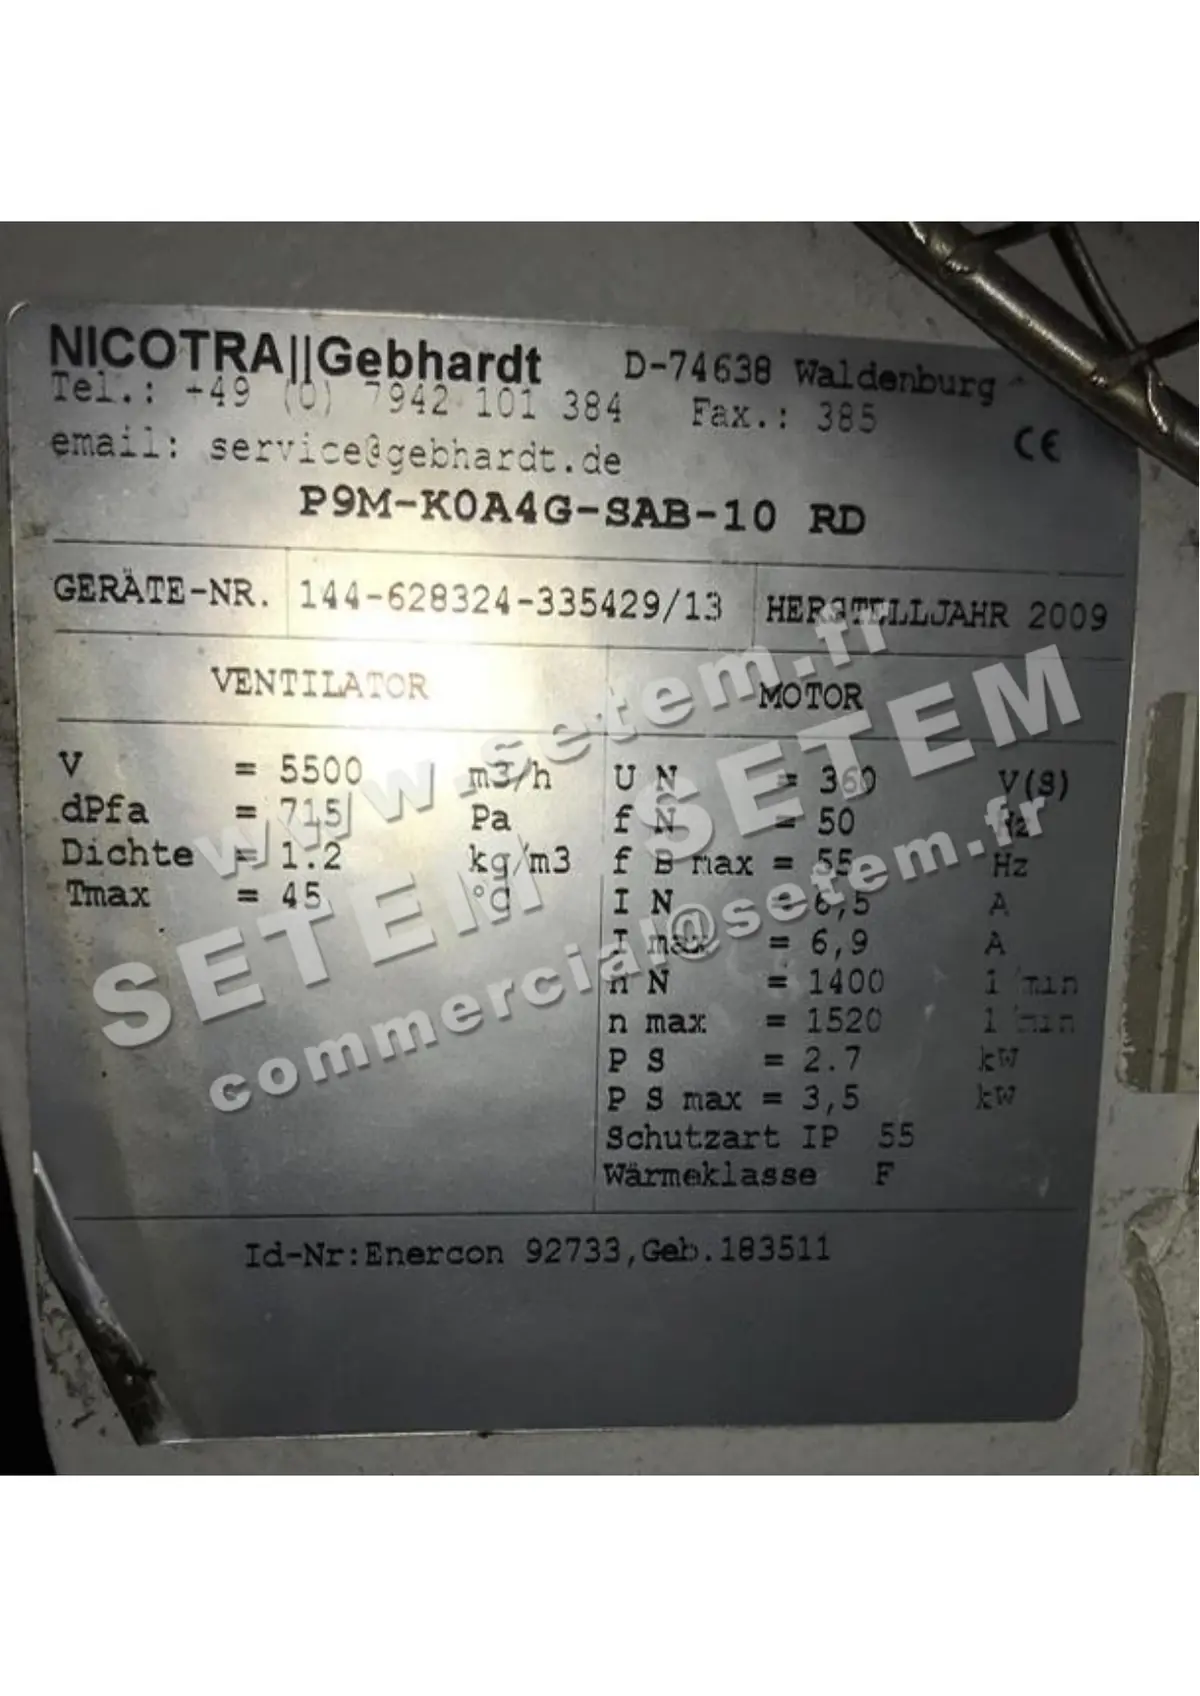 NICOTRA||Gebhardt D-74638 Waldenburg
Tel.: +49 (0) 7942 101 384 Fax.: 385
email: service@gebhardt.de CE
P9M-K0A4G-SAB-10 RD
GERÄTE-NR. 144-628324-335429/13 HERSTELLJAHR 2009
VENTILATOR MOTOR
V = 5500 m3/h U N = 360 V(S)
dPfa = 715 Pa f N = 50 Hz
Dichte = 1.2 kg/m3 f B max = 55 Hz
Tmax = 45 °C I N = 6,5 A
I max = 6,9 A
n N = 1400 1/min
n max = 1520 1/min
P S = 2.7 kW
P S max = 3,5 kW
Schutzart IP 55
Wärmeklasse F
Id-Nr:Enercon 92733,Geb.183511
www.setem.fr
SETEM SETEM
commercial@setem.fr